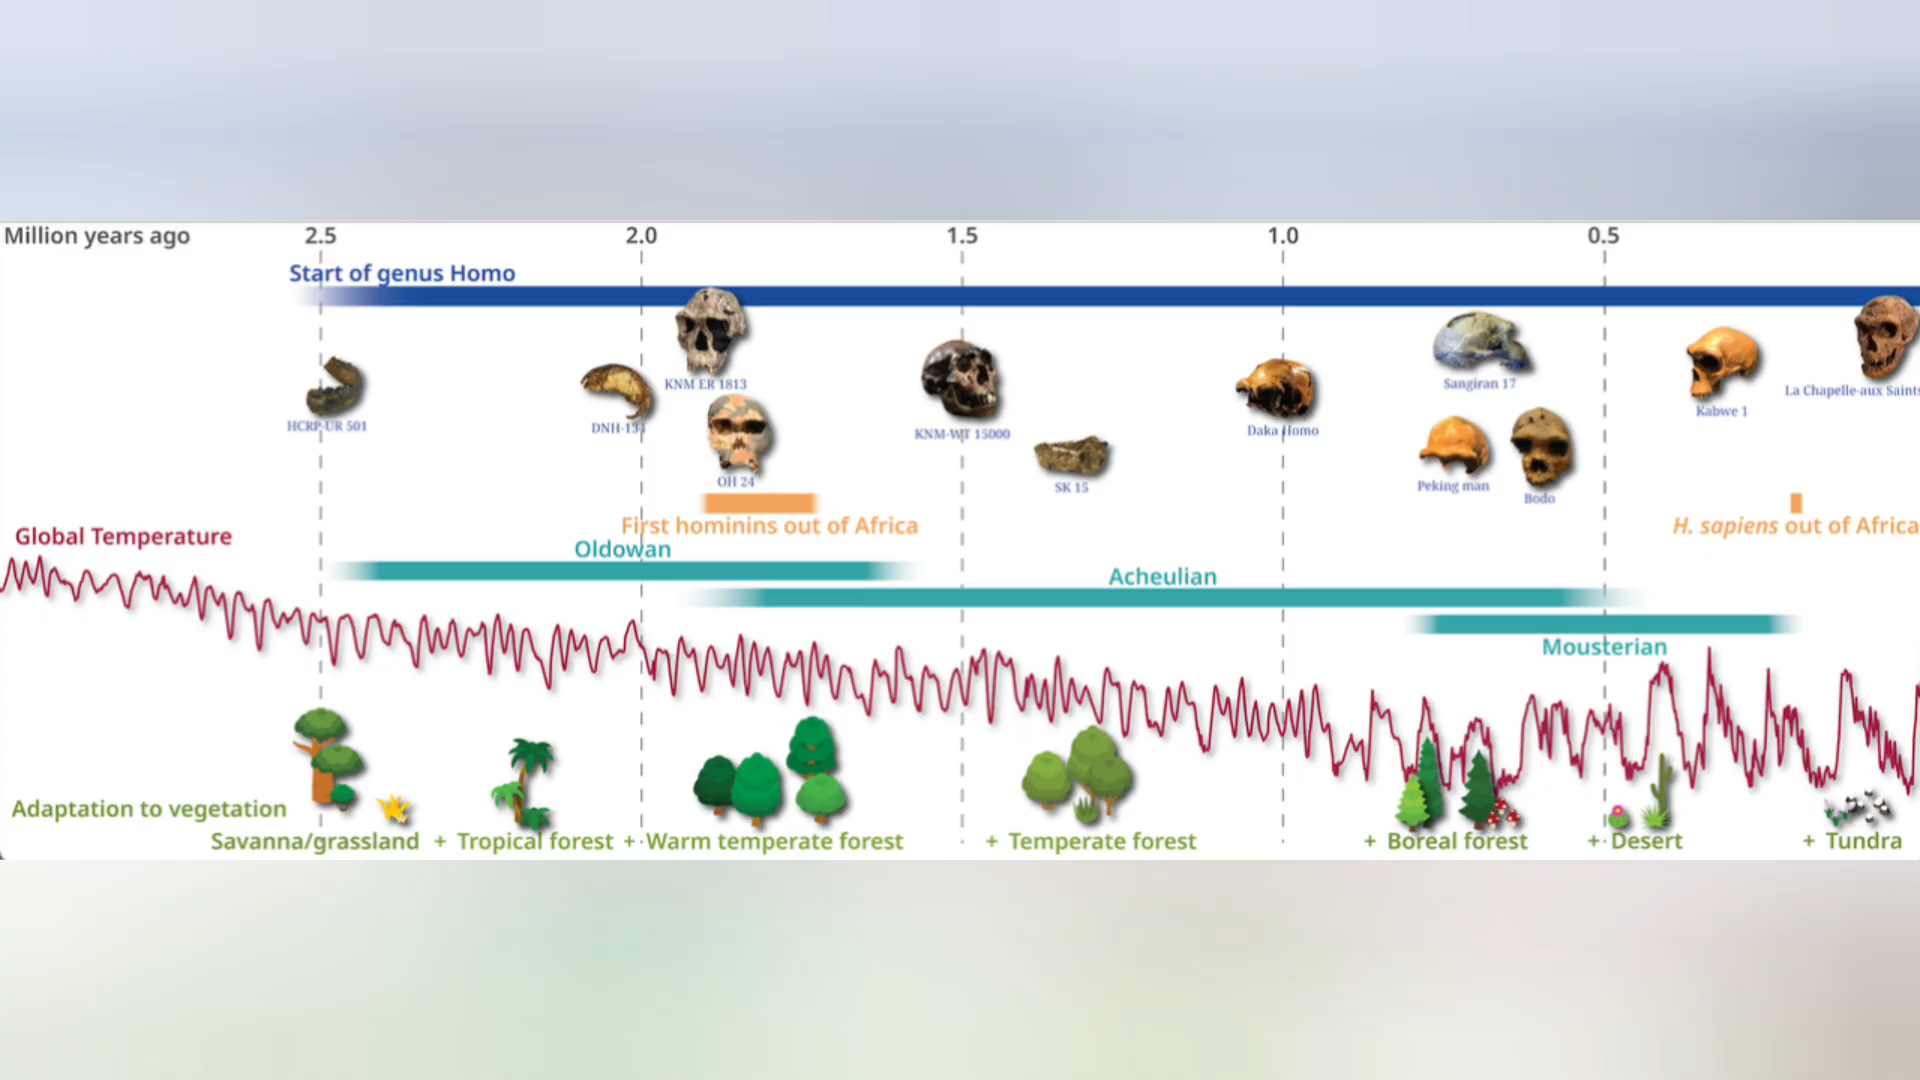 Million years ago 2.5 2.0 1.5 1.0 0.5
Start of genus Homo
KNM ER 1813
Sangiran 17
La Chapelle-aux Saints
Kabwe 1
HCRP-UR 501
DNH-134
KNM-WT 15000
Daka Homo
OH 24
SK 15
Peking man
Bodo
First hominins out of Africa
H. sapiens out of Africa
Global Temperature
Oldowan
Acheulian
Mousterian
Adaptation to vegetation
Savanna/grassland + Tropical forest + Warm temperate forest + Temperate forest + Boreal forest + Desert + Tundra